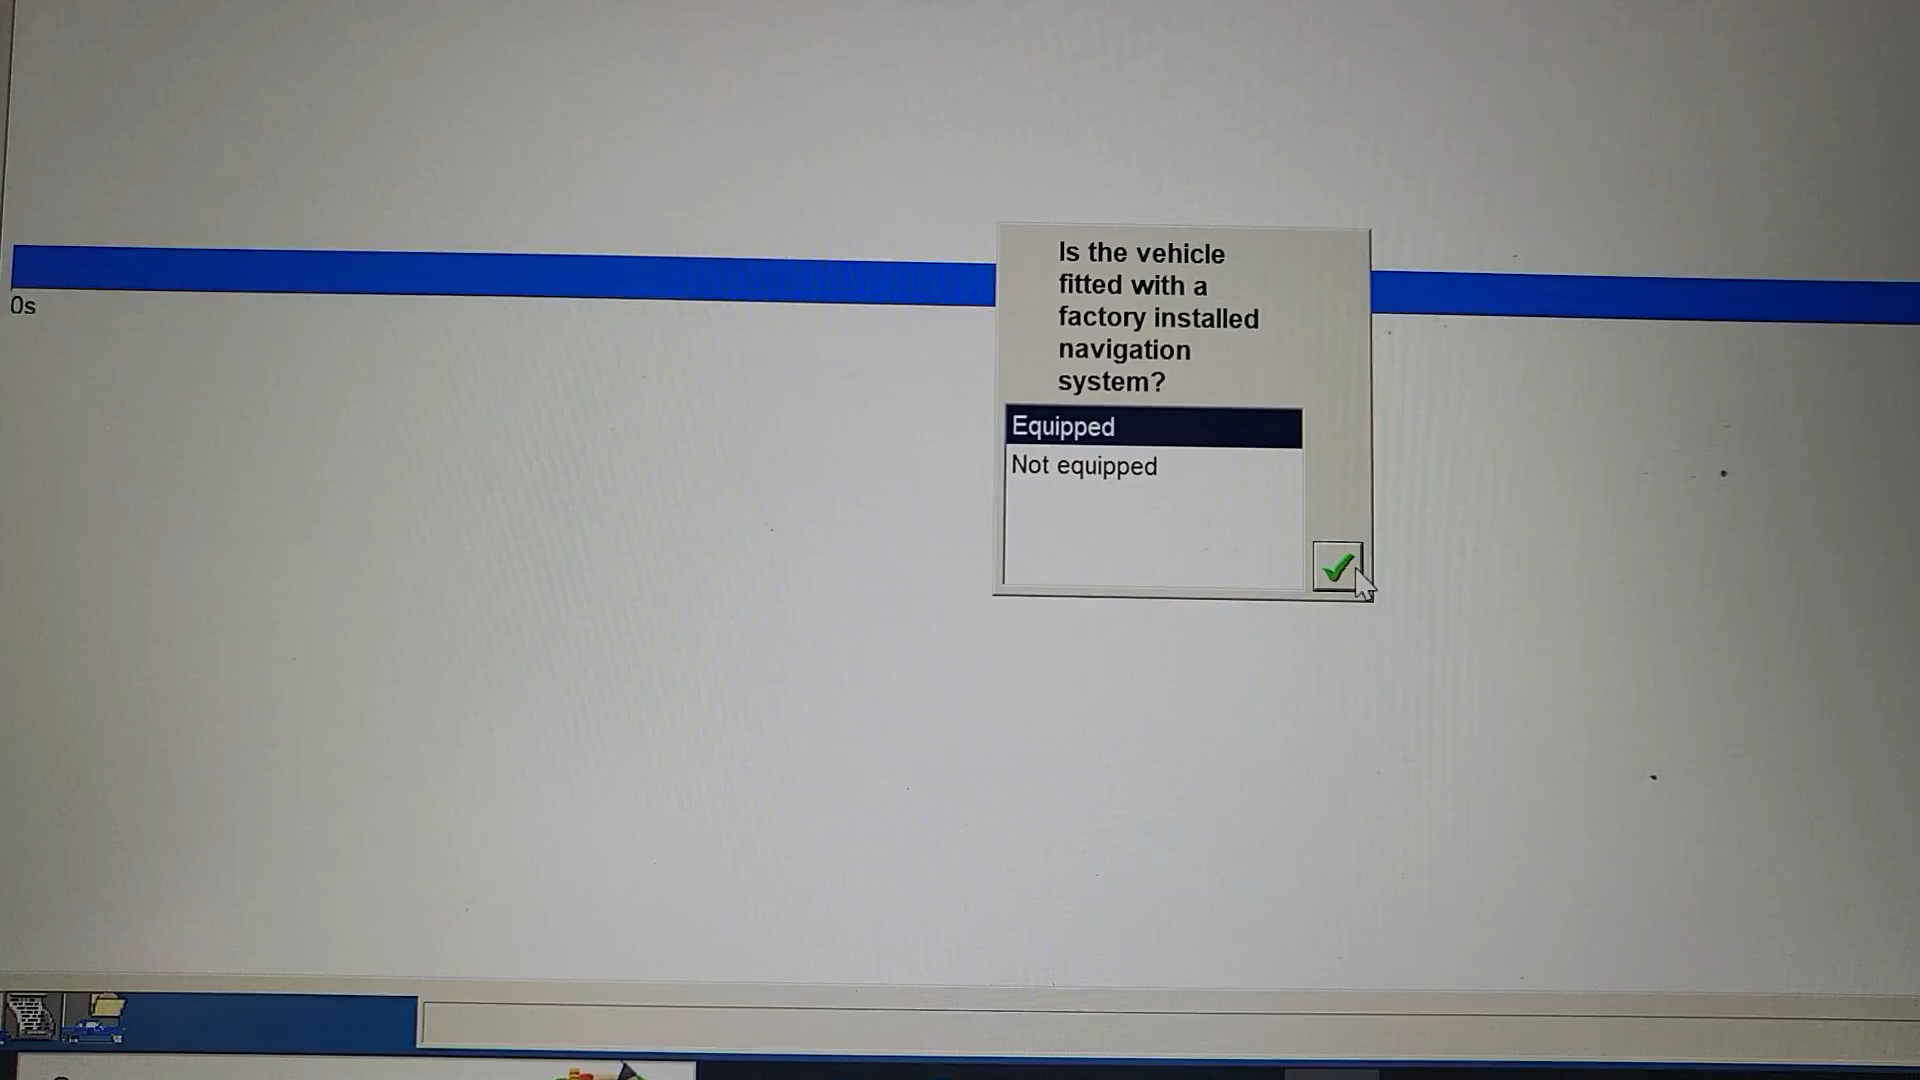 Is the vehicle
fitted with a
factory installed
navigation
system?
0s
Equipped
Not equipped